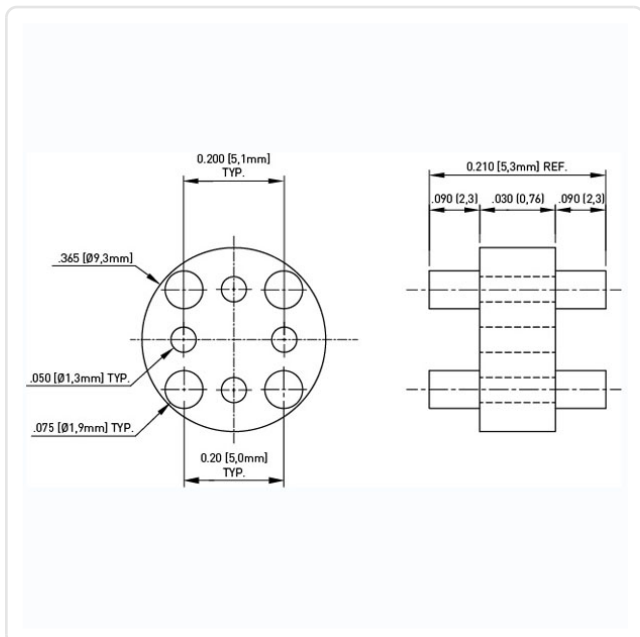 0.200 [5,1mm]
TYP.
0.210 [5,3mm] REF.
.090 (2,3)
.030 (0,76)
.090 (2,3)
.365 [Ø9,3mm]
.050 [Ø1,3mm] TYP.
.075 [Ø1,9mm] TYP.
0.20 [5,0mm]
TYP.